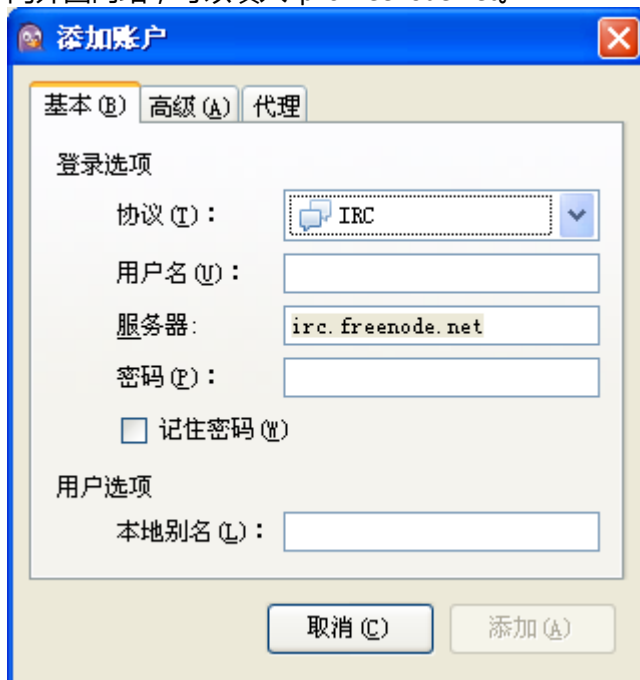 添加账户
基本(B) 高级(A) 代理
登录选项
协议(T)： IRC
用户名(U)：
服务器: irc.freenode.net
密码(P)：
记住密码(W)
用户选项
本地别名(L)：
取消(C) 添加(A)